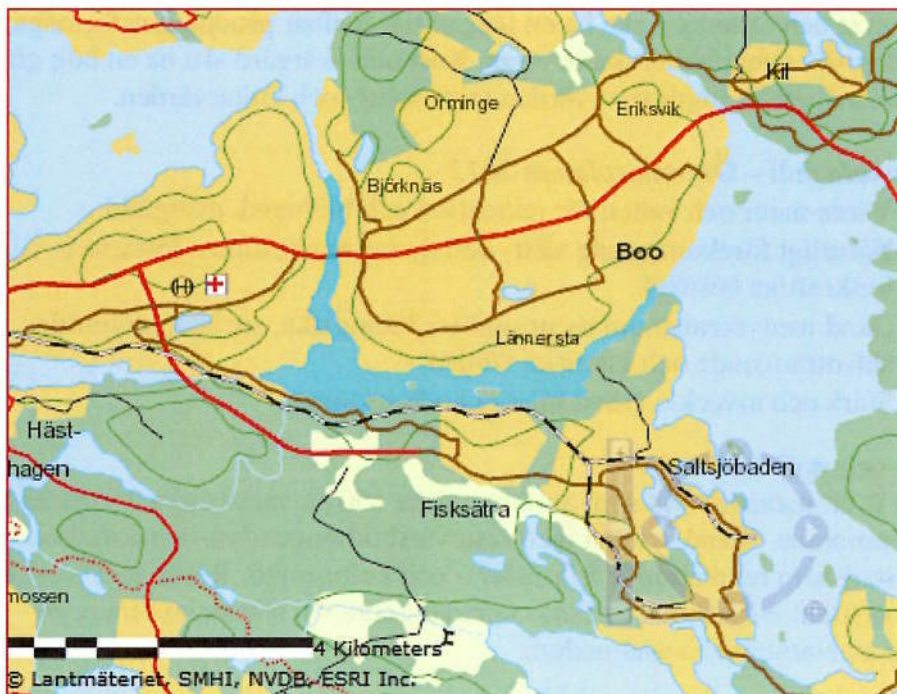 Kil
Orminge
Eriksvik
Björknäs
Boo
H
Lännersta
Häst-
hagen
Saltsjöbaden
Fisksätra
mossen
4 Kilometers
© Lantmäteriet, SMHI, NVDB, ESRI Inc.